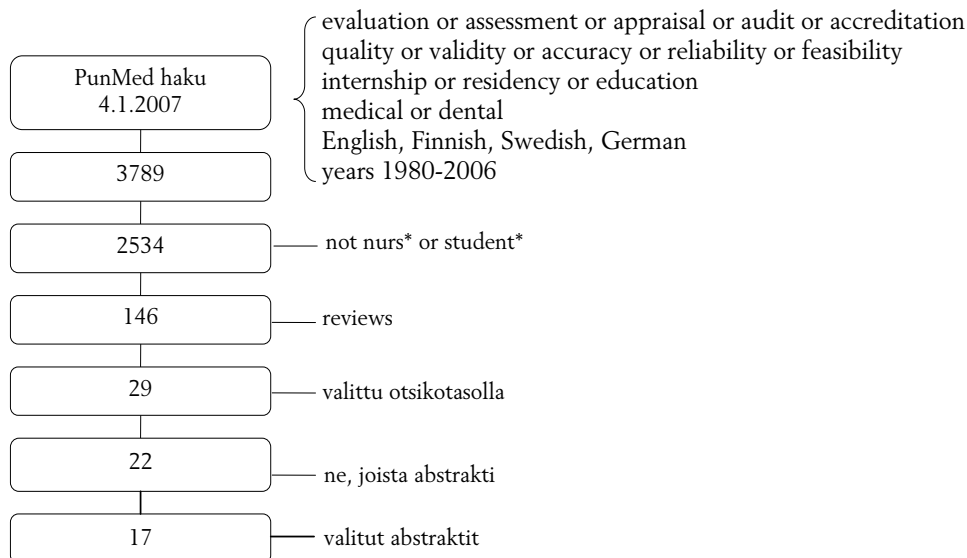 PunMed haku
4.1.2007
evaluation or assessment or appraisal or audit or accreditation
quality or validity or accuracy or reliability or feasibility
internship or residency or education
medical or dental
English, Finnish, Swedish, German
years 1980-2006
3789
2534
not nurs* or student*
146
reviews
29
valittu otsikotasolla
22
ne, joista abstrakti
17
valitut abstraktit